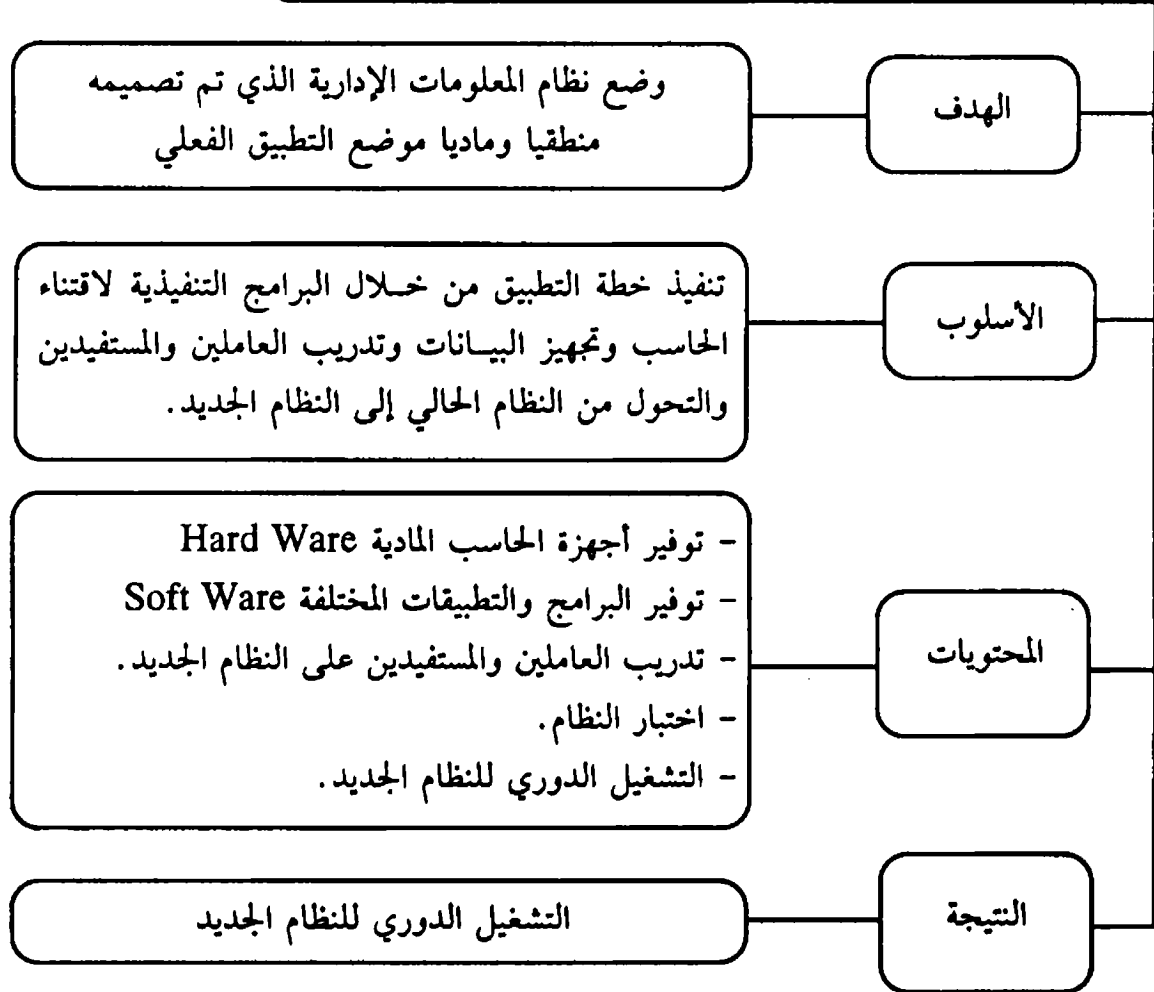 الهدف
وضع نظام المعلومات الإدارية الذي تم تصميمه
منطقيا وماديا موضع التطبيق الفعلي
الأسلوب
تنفيذ خطة التطبيق من خلال البرامج التنفيذية لاقتناء
الحاسب وتجهيز البيانات وتدريب العاملين والمستفيدين
والتحول من النظام الحالي إلى النظام الجديد.
المحتويات
- توفير أجهزة الحاسب المادية Hard Ware
- توفير البرامج والتطبيقات المختلفة Soft Ware
- تدريب العاملين والمستفيدين على النظام الجديد.
- اختبار النظام.
- التشغيل الدوري للنظام الجديد.
النتيجة
التشغيل الدوري للنظام الجديد